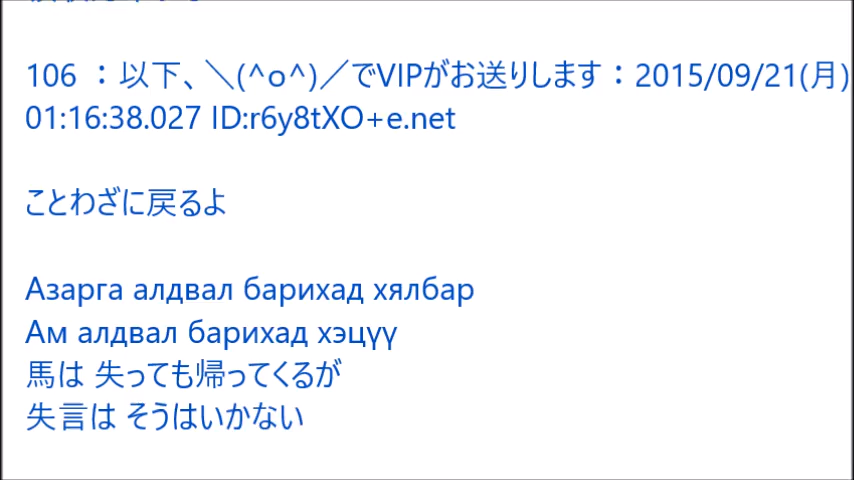 106 ：以下、＼(^o^)／でVIPがお送りします：2015/09/21(月)
01:16:38.027 ID:r6y8tXO+e.net
ことわざに戻るよ
Азарга алдвал барихад хялбар
Ам алдвал барихад хэцүү
馬は 失っても帰ってくるが
失言は そうはいかない